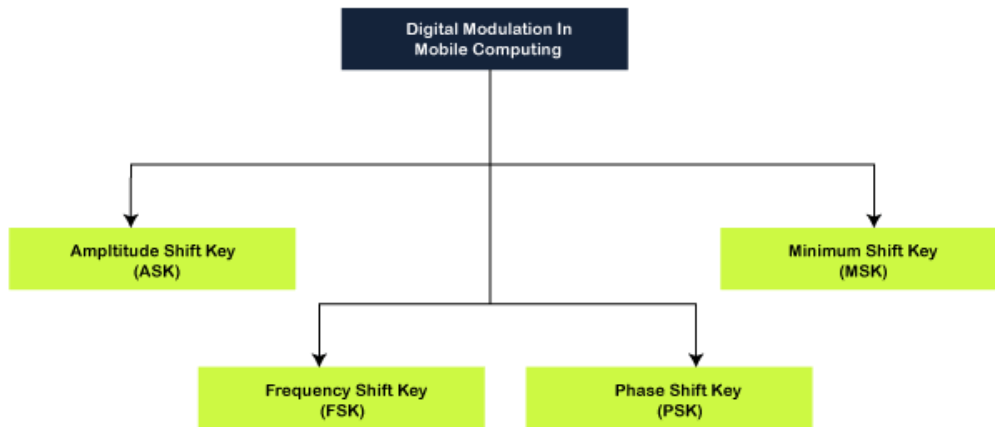 Digital Modulation In
Mobile Computing
Ampltitude Shift Key
(ASK)
Minimum Shift Key
(MSK)
Frequency Shift Key
(FSK)
Phase Shift Key
(PSK)